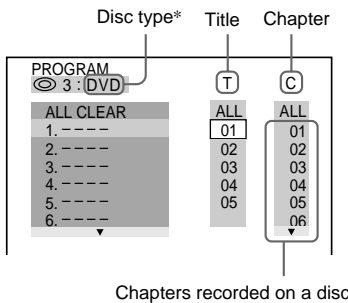 Disc type* Title Chapter
PROGRAM
3 : DVD T C
ALL CLEAR ALL ALL
1. – – – – 01 01
2. – – – – 02 02
3. – – – – 03 03
4. – – – – 04 04
5. – – – – 05 05
6. – – – – 06
Chapters recorded on a disc